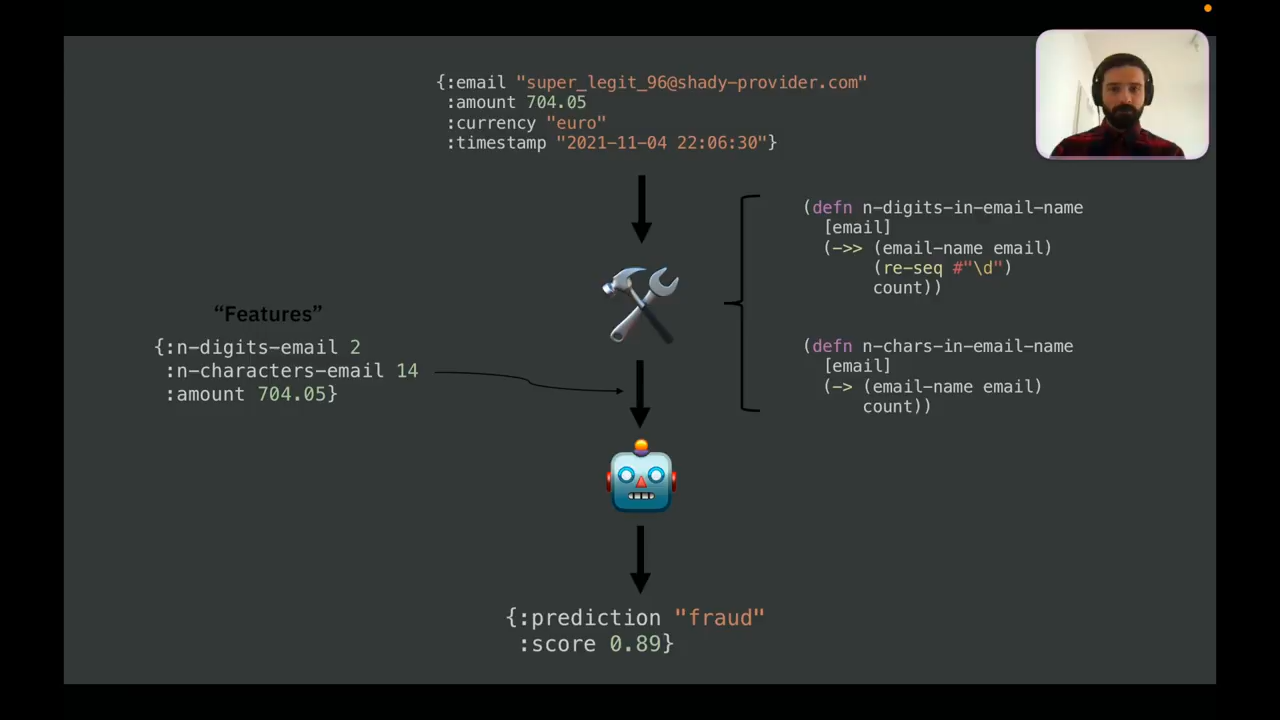 {:email "super_legit_96@shady-provider.com"
:amount 704.05
:currency "euro"
:timestamp "2021-11-04 22:06:30"}
(defn n-digits-in-email-name
[email]
(->> (email-name email)
(re-seq #"\d")
count))
“Features”
{:n-digits-email 2
:n-characters-email 14
:amount 704.05}
(defn n-chars-in-email-name
[email]
(-> (email-name email)
count))
{:prediction "fraud"
:score 0.89}